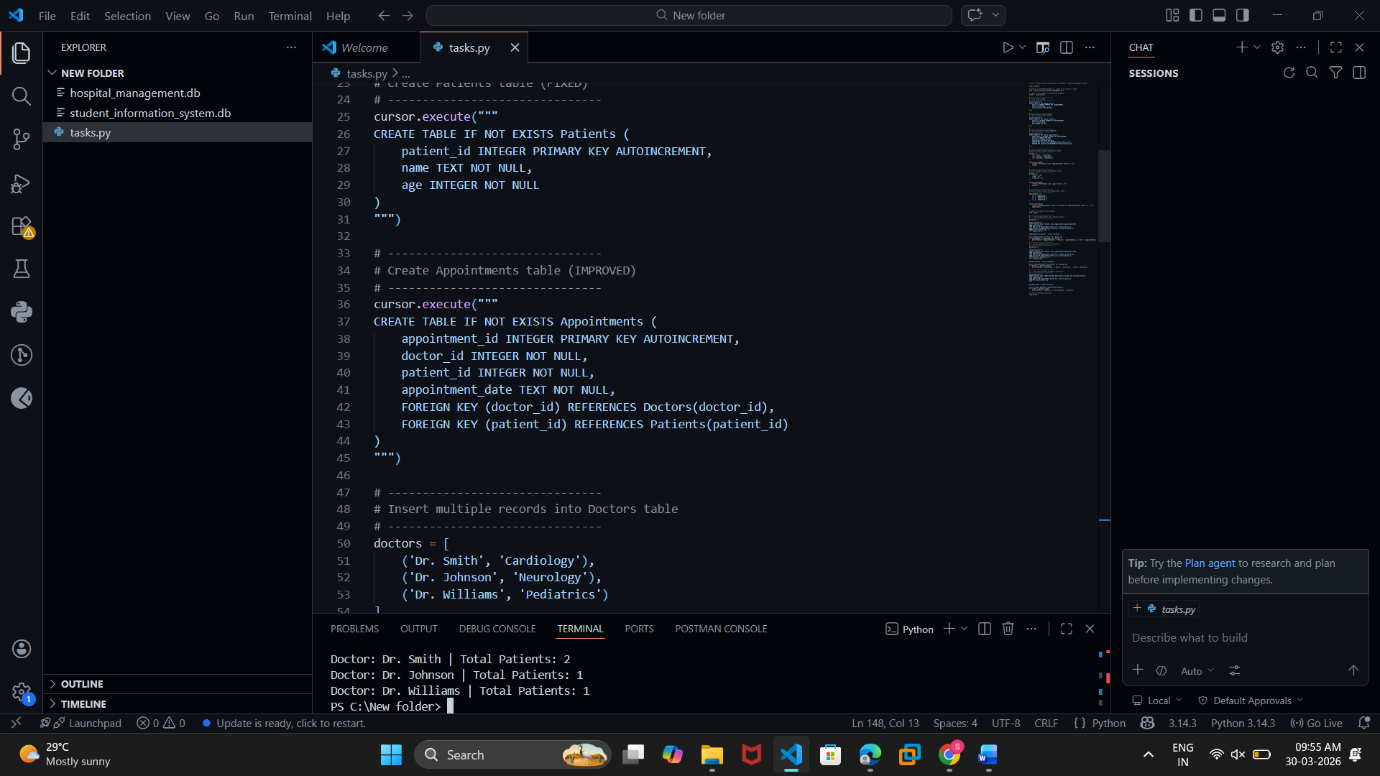 File Edit Selection View Go Run Terminal Help
New folder
EXPLORER
NEW FOLDER
hospital_management.db
student_information_system.db
tasks.py
OUTLINE
TIMELINE
Welcome
tasks.py
tasks.py > ...
23 # Create Patients table (FIXED)
24 # -------------------------------
25 cursor.execute("""
26 CREATE TABLE IF NOT EXISTS Patients (
27     patient_id INTEGER PRIMARY KEY AUTOINCREMENT,
28     name TEXT NOT NULL,
29     age INTEGER NOT NULL
30 )
31 """)
32
33 # -------------------------------
34 # Create Appointments table (IMPROVED)
35 # -------------------------------
36 cursor.execute("""
37 CREATE TABLE IF NOT EXISTS Appointments (
38     appointment_id INTEGER PRIMARY KEY AUTOINCREMENT,
39     doctor_id INTEGER NOT NULL,
40     patient_id INTEGER NOT NULL,
41     appointment_date TEXT NOT NULL,
42     FOREIGN KEY (doctor_id) REFERENCES Doctors(doctor_id),
43     FOREIGN KEY (patient_id) REFERENCES Patients(patient_id)
44 )
45 """)
46
47 # -------------------------------
48 # Insert multiple records into Doctors table
49 # -------------------------------
50 doctors = [
51     ('Dr. Smith', 'Cardiology'),
52     ('Dr. Johnson', 'Neurology'),
53     ('Dr. Williams', 'Pediatrics')
54 ]
PROBLEMS OUTPUT DEBUG CONSOLE TERMINAL PORTS POSTMAN CONSOLE
Python
Doctor: Dr. Smith | Total Patients: 2
Doctor: Dr. Johnson | Total Patients: 1
Doctor: Dr. Williams | Total Patients: 1
PS C:\New folder>
CHAT
SESSIONS
Tip: Try the Plan agent to research and plan
before implementing changes.
tasks.py
Describe what to build
Auto
Local Default Approvals
1
Launchpad 0 0 Update is ready, click to restart.
Ln 148, Col 13 Spaces: 4 UTF-8 CRLF { } Python 3.14.3 Python 3.14.3 Go Live
29°C
Mostly sunny
Search
S
ENG
IN
09:55 AM
30-03-2026